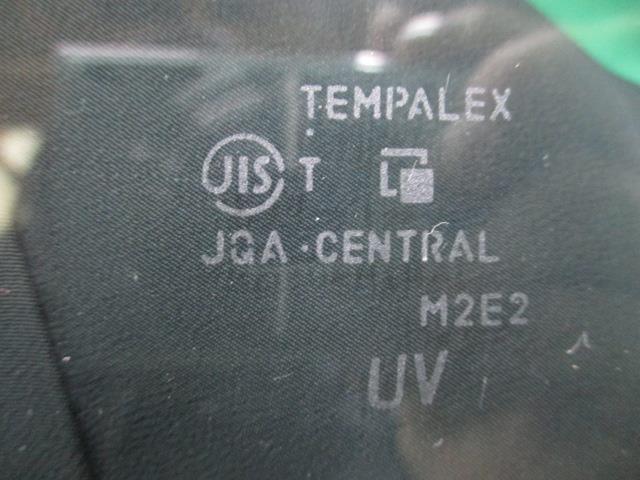 TEMPALEX
JIS T
JQA·CENTRAL
M2E2
UV